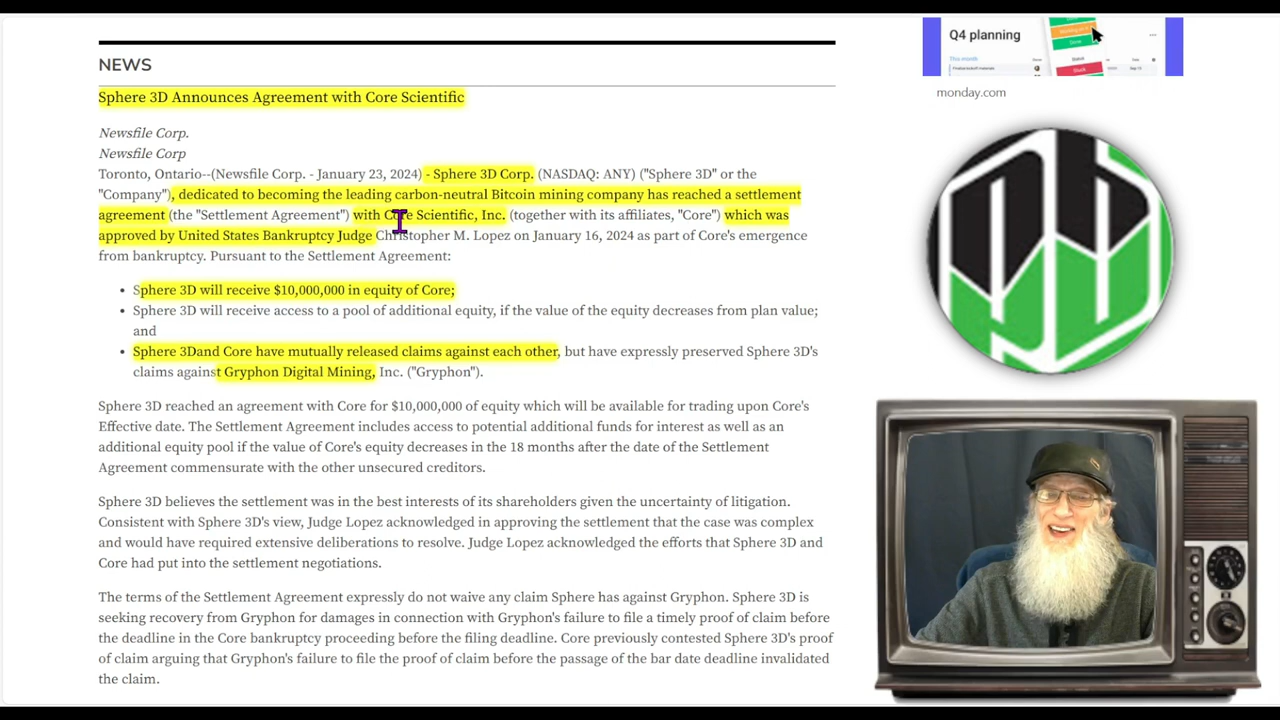 NEWS
Sphere 3D Announces Agreement with Core Scientific
Newsfile Corp.
Newsfile Corp
Toronto, Ontario--(Newsfile Corp. - January 23, 2024) - Sphere 3D Corp. (NASDAQ: ANY) ("Sphere 3D" or the
"Company"), dedicated to becoming the leading carbon-neutral Bitcoin mining company has reached a settlement
agreement (the "Settlement Agreement") with Core Scientific, Inc. (together with its affiliates, "Core") which was
approved by United States Bankruptcy Judge Christopher M. Lopez on January 16, 2024 as part of Core's emergence
from bankruptcy. Pursuant to the Settlement Agreement:
• Sphere 3D will receive $10,000,000 in equity of Core;
• Sphere 3D will receive access to a pool of additional equity, if the value of the equity decreases from plan value;
and
• Sphere 3Dand Core have mutually released claims against each other, but have expressly preserved Sphere 3D's
claims against Gryphon Digital Mining, Inc. ("Gryphon").
Sphere 3D reached an agreement with Core for $10,000,000 of equity which will be available for trading upon Core's
Effective date. The Settlement Agreement includes access to potential additional funds for interest as well as an
additional equity pool if the value of Core's equity decreases in the 18 months after the date of the Settlement
Agreement commensurate with the other unsecured creditors.
Sphere 3D believes the settlement was in the best interests of its shareholders given the uncertainty of litigation.
Consistent with Sphere 3D's view, Judge Lopez acknowledged in approving the settlement that the case was complex
and would have required extensive deliberations to resolve. Judge Lopez acknowledged the efforts that Sphere 3D and
Core had put into the settlement negotiations.
The terms of the Settlement Agreement expressly do not waive any claim Sphere has against Gryphon. Sphere 3D is
seeking recovery from Gryphon for damages in connection with Gryphon's failure to file a timely proof of claim before
the deadline in the Core bankruptcy proceeding before the filing deadline. Core previously contested Sphere 3D's proof
of claim arguing that Gryphon's failure to file the proof of claim before the passage of the bar date deadline invalidated
the claim.
Q4 planning
This month
Done
Status
Stuck
monday.com